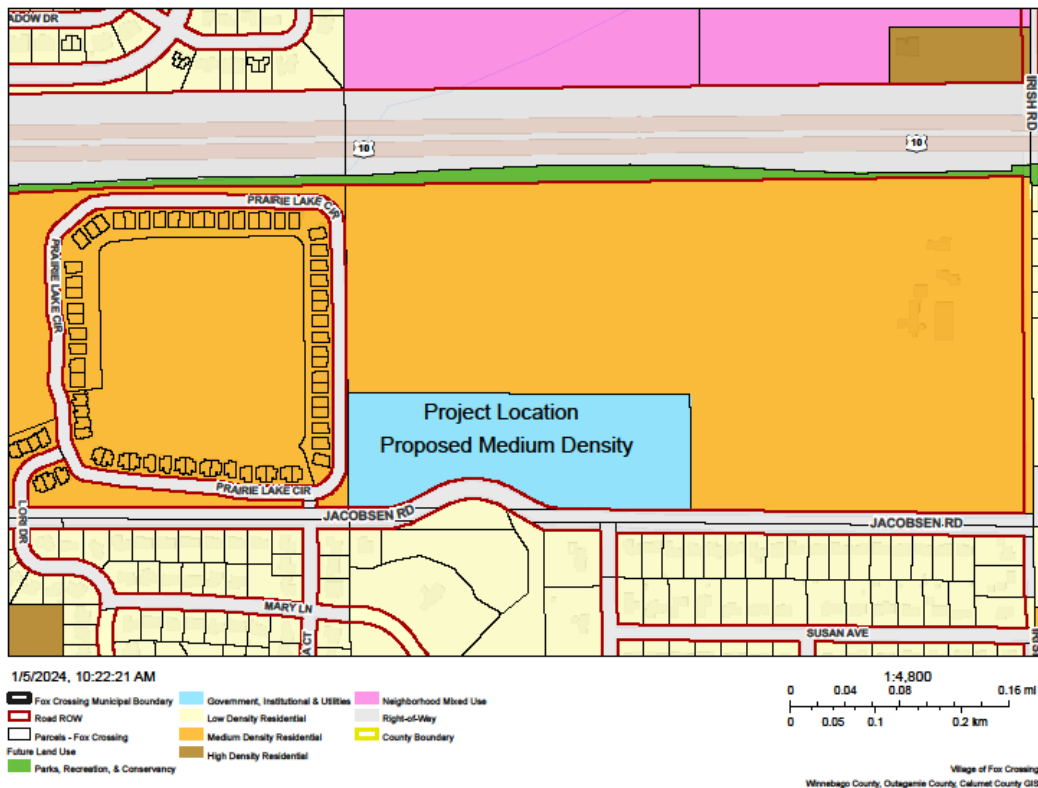 ADOW DR
IRISH RD
10
10
PRAIRIE LAKE CIR
PRAIRIE LAKE CIR
Project Location
Proposed Medium Density
PRAIRIE LAKE CIR
LORI DR
JACOBSEN RD
JACOBSEN RD
MARY LN
A CT
SUSAN AVE
1/5/2024, 10:22:21 AM
Fox Crossing Municipal Boundary
Road ROW
Parcels - Fox Crossing
Future Land Use
Parks, Recreation, & Conservancy
Government, Institutional & Utilities
Low Density Residential
Medium Density Residential
High Density Residential
Neighborhood Mixed Use
Right-of-Way
County Boundary
1:4,800
0 0.04 0.08 0.16 mi
0 0.05 0.1 0.2 km
Village of Fox Crossing
Winnebago County, Outagamie County, Calumet County GIS